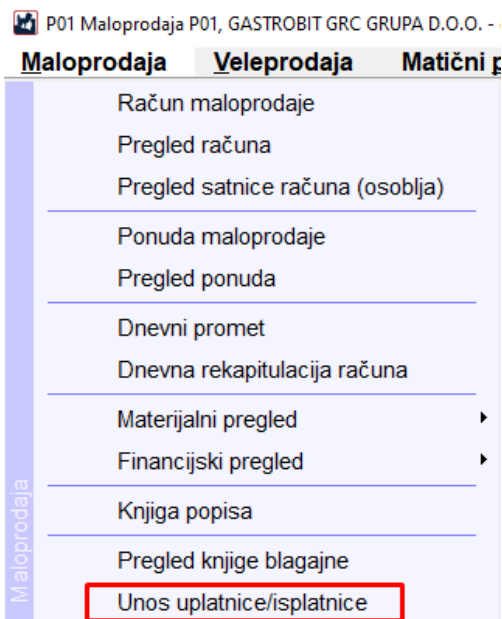 P01 Maloprodaja P01, GASTROBIT GRC GRUPA D.O.O. -
Maloprodaja Veleprodaja Matični
Račun maloprodaje
Pregled računa
Pregled satnice računa (osoblja)
Ponuda maloprodaje
Pregled ponuda
Dnevni promet
Dnevna rekapitulacija računa
Materijalni pregled
Financijski pregled
Knjiga popisa
Pregled knjige blagajne
Unos uplatnice/isplatnice
Maloprodaja